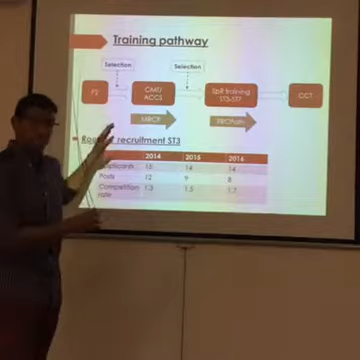 Training pathway
Selection
Selection
F2
CMT/
ACCS
SpR training
ST3-ST7
CCT
MRCP
FRCPath
recruitment ST3
2014 2015 2016
Applicants 15 14 14
Posts 12 9 8
Competition 1.3 1.5 1.7
rate